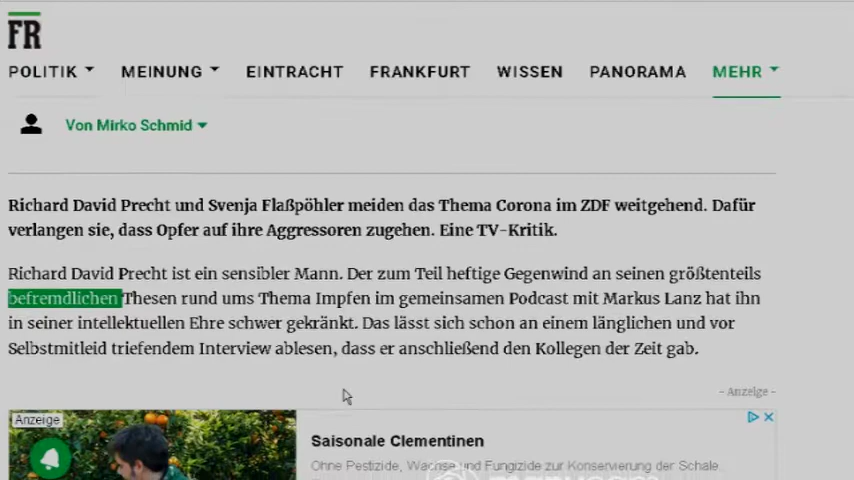 FR
POLITIK MEINUNG EINTRACHT FRANKFURT WISSEN PANORAMA MEHR
Von Mirko Schmid
Richard David Precht und Svenja Flaßpöhler meiden das Thema Corona im ZDF weitgehend. Dafür
verlangen sie, dass Opfer auf ihre Aggressoren zugehen. Eine TV-Kritik.
Richard David Precht ist ein sensibler Mann. Der zum Teil heftige Gegenwind an seinen größtenteils
befremdlichen Thesen rund ums Thema Impfen im gemeinsamen Podcast mit Markus Lanz hat ihn
in seiner intellektuellen Ehre schwer gekränkt. Das lässt sich schon an einem länglichen und vor
Selbstmitleid triefendem Interview ablesen, dass er anschließend den Kollegen der Zeit gab.
- Anzeige -
Anzeige
Saisonale Clementinen
Ohne Pestizide, Wachse und Fungizide zur Konservierung der Schale.